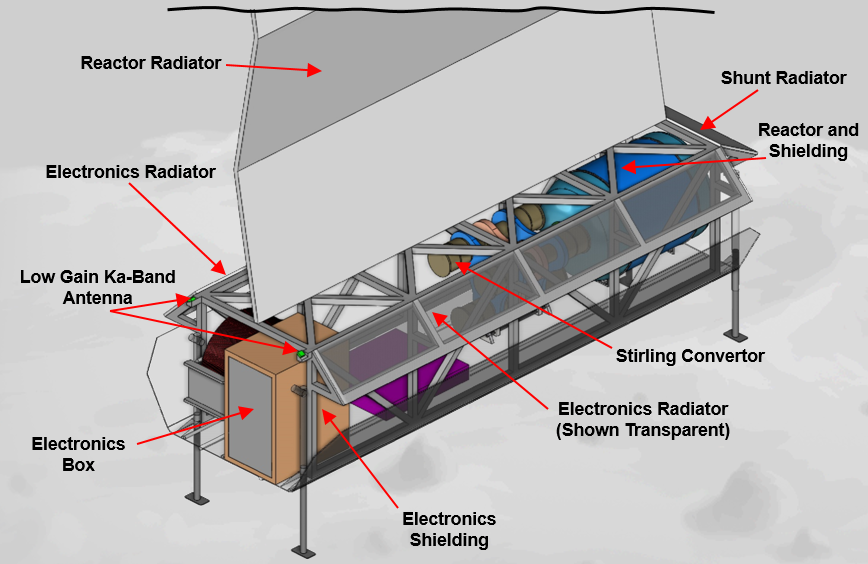 Reactor Radiator
Shunt Radiator
Reactor and
Shielding
Electronics Radiator
Low Gain Ka-Band
Antenna
Stirling Convertor
Electronics Radiator
(Shown Transparent)
Electronics
Box
Electronics
Shielding